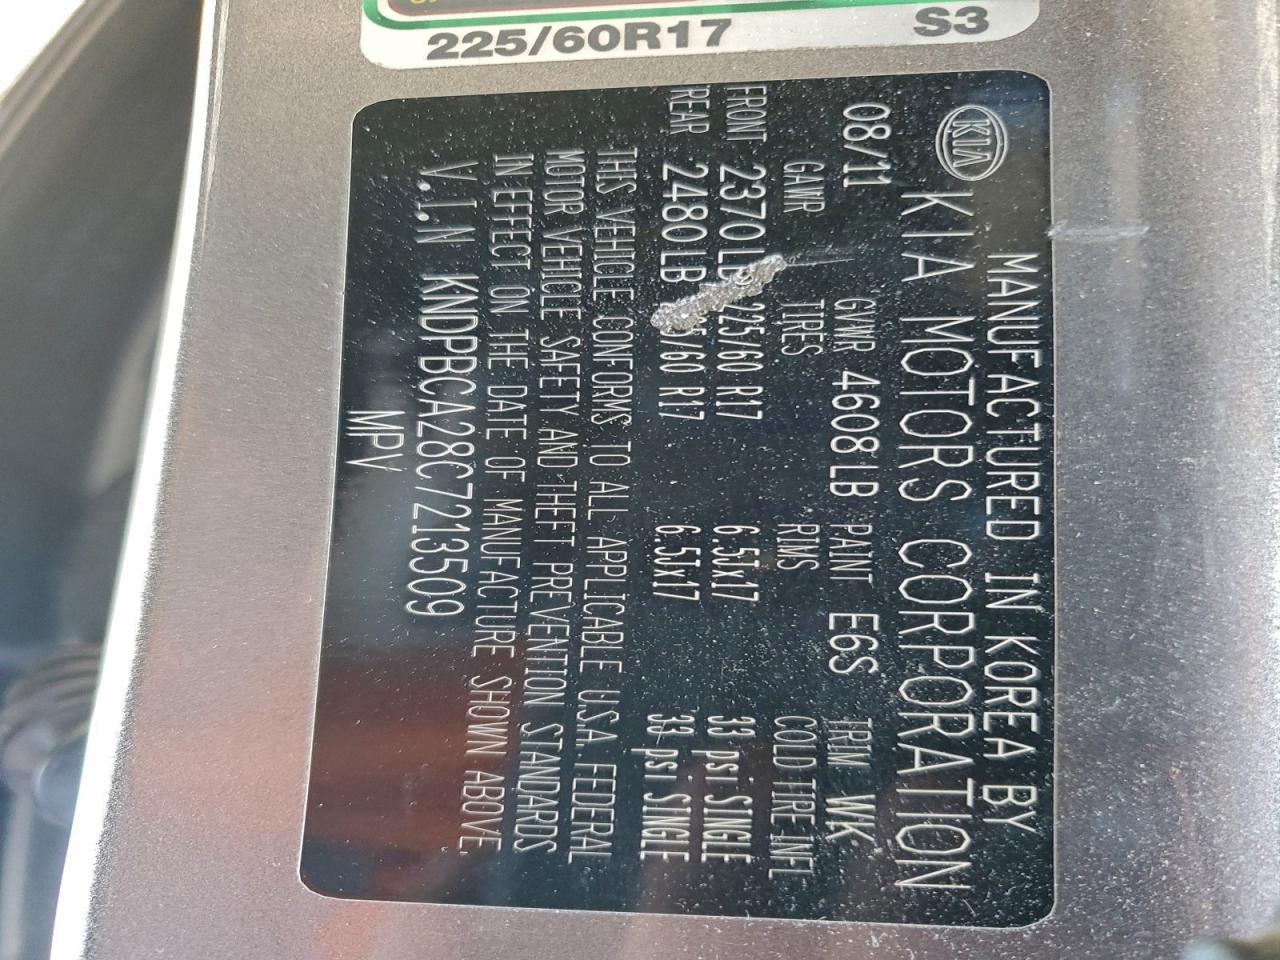 225/60R17 S3
MANUFACTURED IN KOREA BY
KIA KIA MOTORS CORPORATION
08/11 GVWR 4608LB PAINT E6S TRIM WK
GAWR TIRES RIMS COLD TIRE INFL
FRONT 2370LB 225/60 R17 6.5Jx17 33 psi SINGLE
REAR 2480LB /60 R17 6.5Jx17 33 psi SINGLE
THIS VEHICLE CONFORMS TO ALL APPLICABLE U.S.A. FEDERAL
MOTOR VEHICLE SAFETY AND THEFT PREVENTION STANDARDS
IN EFFECT ON THE DATE OF MANUFACTURE SHOWN ABOVE.
V.I.N KNDPBCA28C7213509
MPV